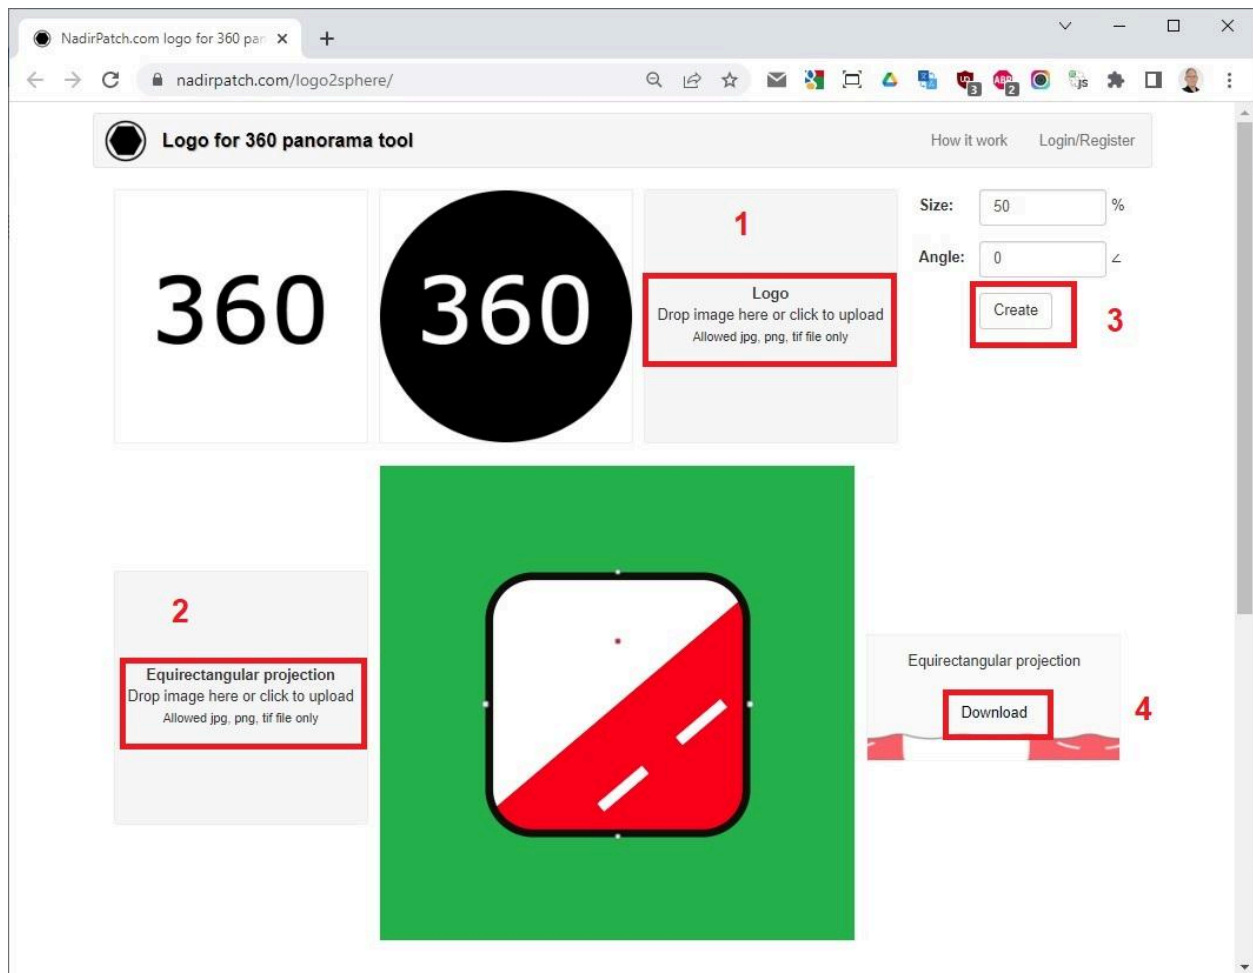 NadirPatch.com logo for 360 pan
nadirpatch.com/logo2sphere/
3
2
js
Logo for 360 panorama tool
How it work
Login/Register
360
360
1
Logo
Drop image here or click to upload
Allowed jpg, png, tif file only
Size:
50
%
Angle:
0
∠
Create
3
2
Equirectangular projection
Drop image here or click to upload
Allowed jpg, png, tif file only
Equirectangular projection
Download
4